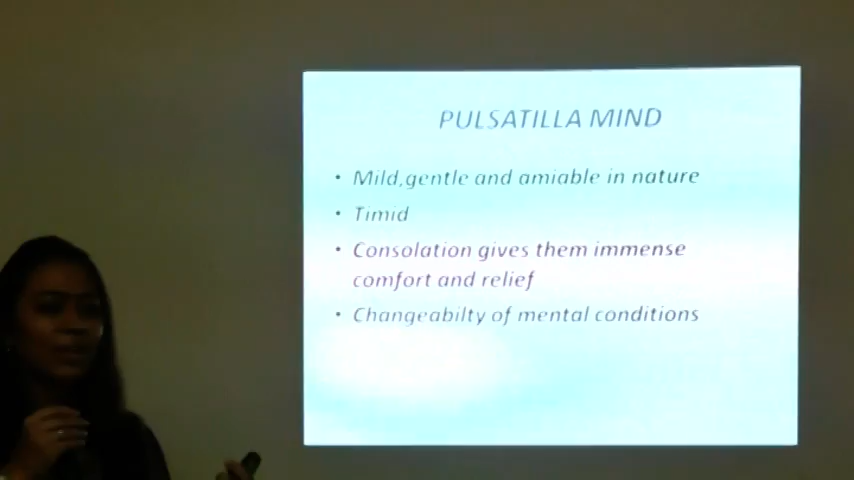 PULSATILLA MIND
• Mild,gentle and amiable in nature
• Timid
• Consolation gives them immense
comfort and relief
• Changeabilty of mental conditions